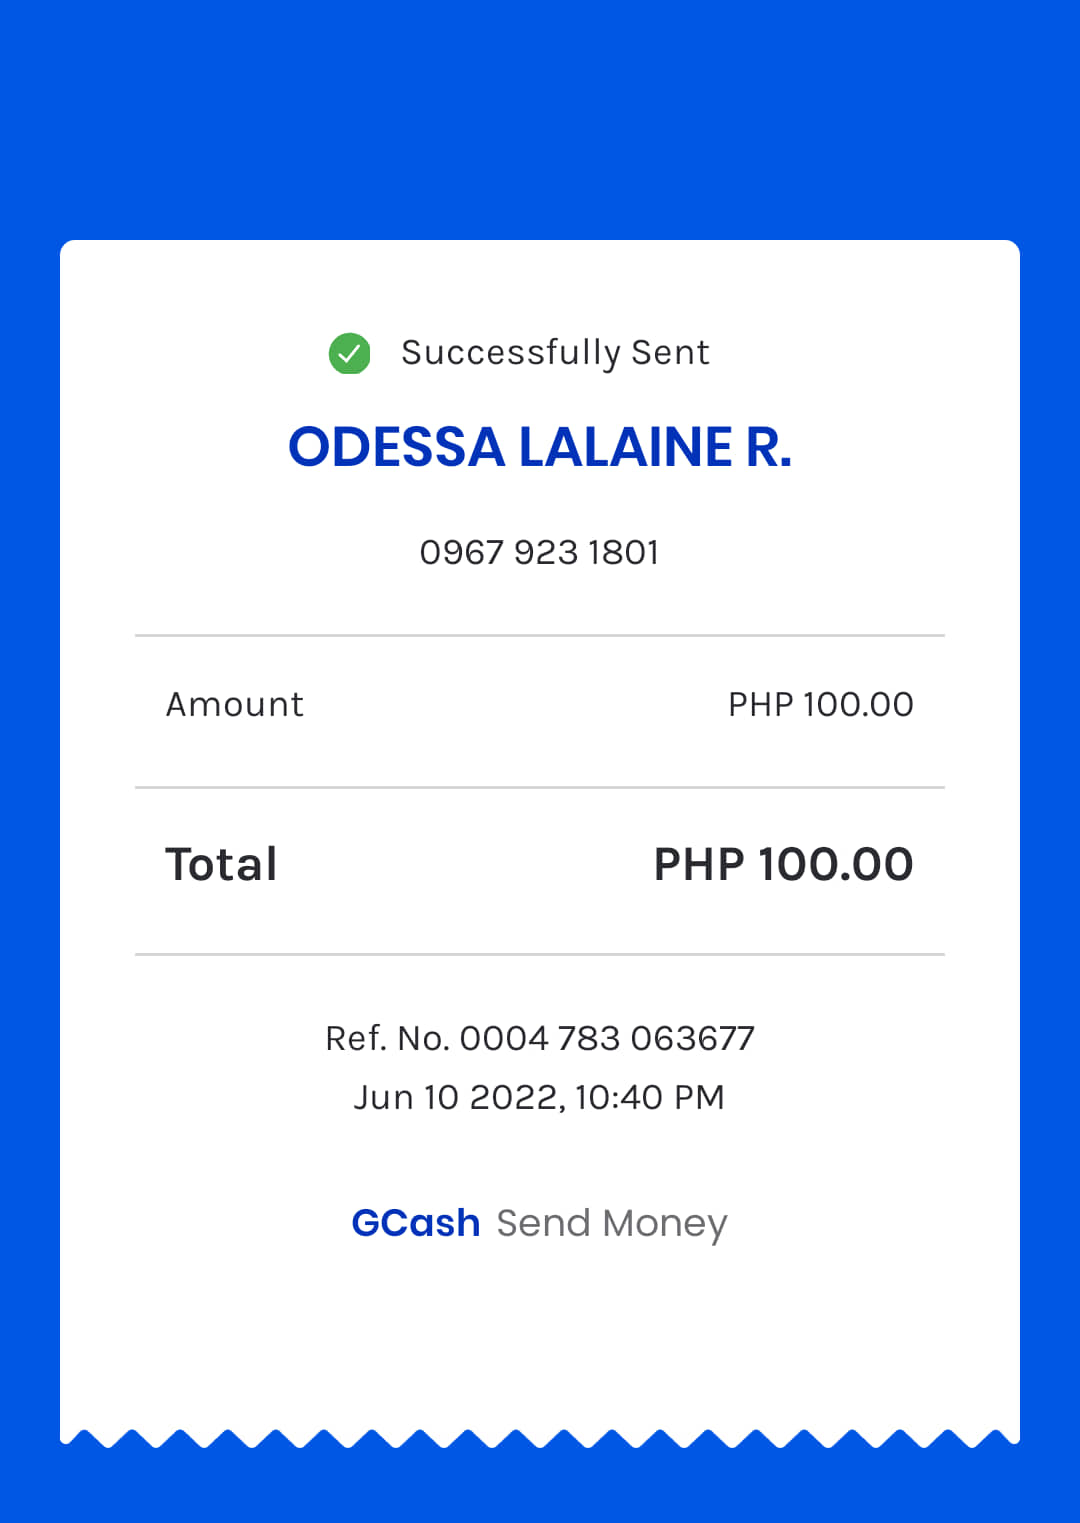 Successfully Sent
ODESSA LALAINE R.
0967 923 1801
Amount PHP 100.00
Total PHP 100.00
Ref. No. 0004 783 063677
Jun 10 2022, 10:40 PM
GCash Send Money